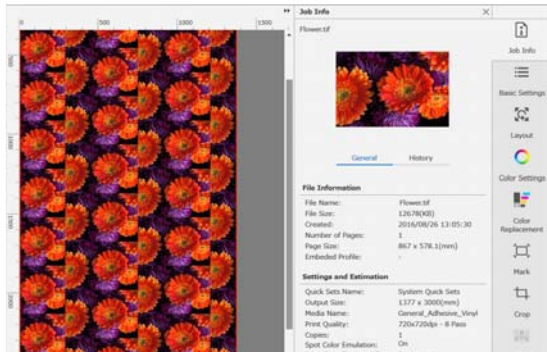 Job Info
Flower.tif
General History
File Information
File Name: Flower.tif
File Size: 12678(KB)
Created: 2016/08/26 13:05:30
Number of Pages: 1
Page Size: 867 x 578.1(mm)
Embeded Profile: -
Settings and Estimation
Quick Sets Name: System Quick Sets
Output Size: 1377 x 3000(mm)
Media Name: General_Adhesive_Vinyl
Print Quality: 720x720dpi - 8 Pass
Copies: 1
Spot Color Emulation: On
0 500 1000 1500
500
1000
1500
2000
Job Info
Basic Settings
Layout
Color Settings
Color
Replacement
Mark
Crop